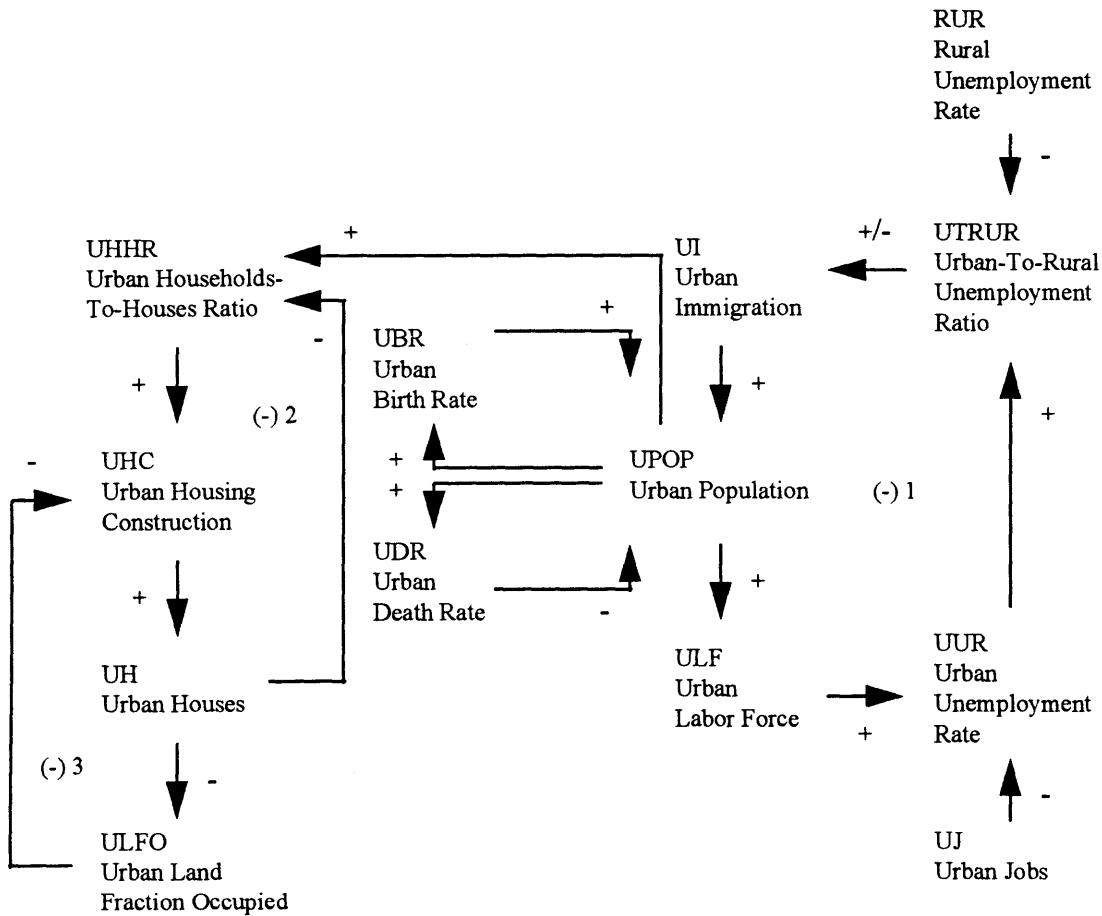 RUR
Rural
Unemployment
Rate
-
UHHR
Urban Households-
To-Houses Ratio
+
UI
Urban
Immigration
+/-
UTRUR
Urban-To-Rural
Unemployment
Ratio
-
UBR
Urban
Birth Rate
+
+
+
(-) 2
+
-
UHC
Urban Housing
Construction
+
+
UPOP
Urban Population
(-) 1
UDR
Urban
Death Rate
-
+
+
UH
Urban Houses
ULF
Urban
Labor Force
+
UUR
Urban
Unemployment
Rate
(-) 3
-
-
ULFO
Urban Land
Fraction Occupied
UJ
Urban Jobs